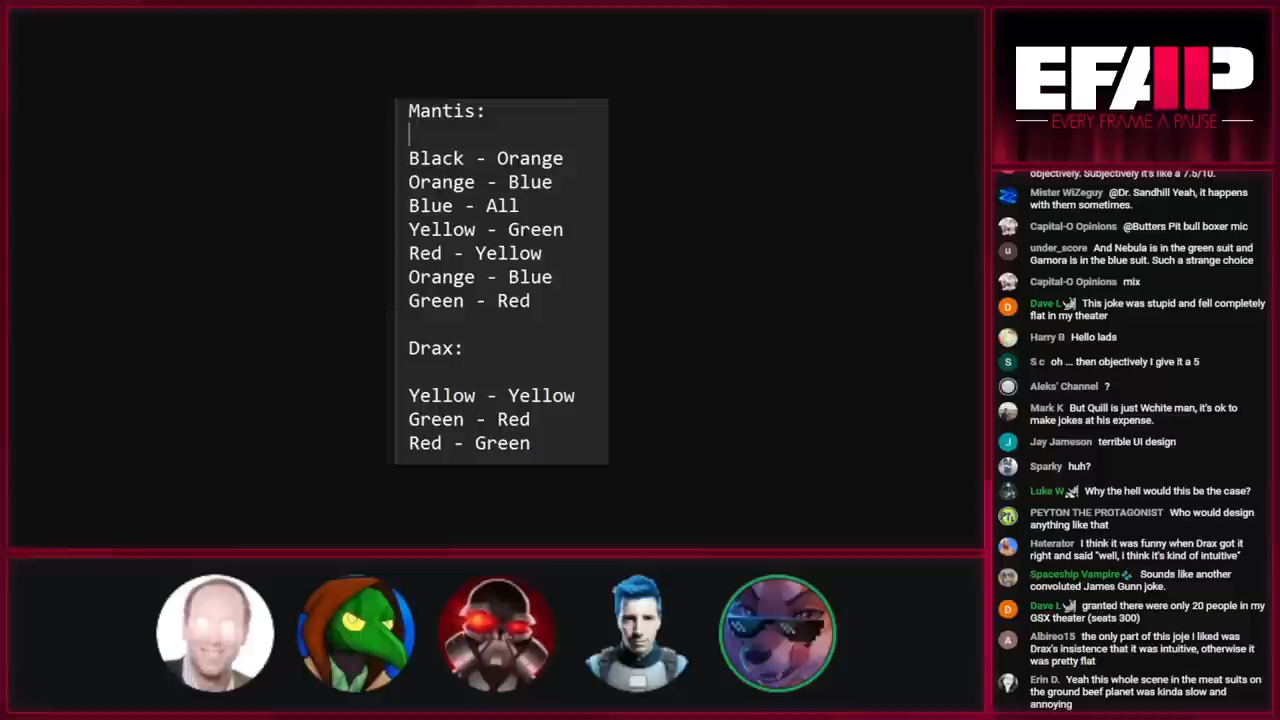 Mantis:
Black - Orange
Orange - Blue
Blue - All
Yellow - Green
Red - Yellow
Orange - Blue
Green - Red
Drax:
Yellow - Yellow
Green - Red
Red - Green
EFAP
EVERY FRAME A PAUSE
objectively. Subjectively it's like a 7.5/10.
Mister WiZeguy @Dr. Sandhill Yeah, it happens
with them sometimes.
Capital-O Opinions @Butters Pit bull boxer mic
u
under_score And Nebula is in the green suit and
Gamora is in the blue suit. Such a strange choice
Capital-O Opinions mix
D
Dave L This joke was stupid and fell completely
flat in my theater
Harry B Hello lads
S
S c oh ... then objectively I give it a 5
Aleks' Channel ?
Mark K But Quill is just Wchite man, it's ok to
make jokes at his expense.
J
Jay Jameson terrible UI design
Sparky huh?
Luke W Why the hell would this be the case?
PEYTON THE PROTAGONIST Who would design
anything like that
Haterator I think it was funny when Drax got it
right and said "well, i think it's kind of intuitive"
Spaceship Vampire Sounds like another
convoluted James Gunn joke.
D
Dave L granted there were only 20 people in my
GSX theater (seats 300)
A
Albireo15 the only part of this joje I liked was
Drax's insistence that it was intuitive, otherwise it
was pretty flat
Erin D. Yeah this whole scene in the meat suits on
the ground beef planet was kinda slow and
annoying